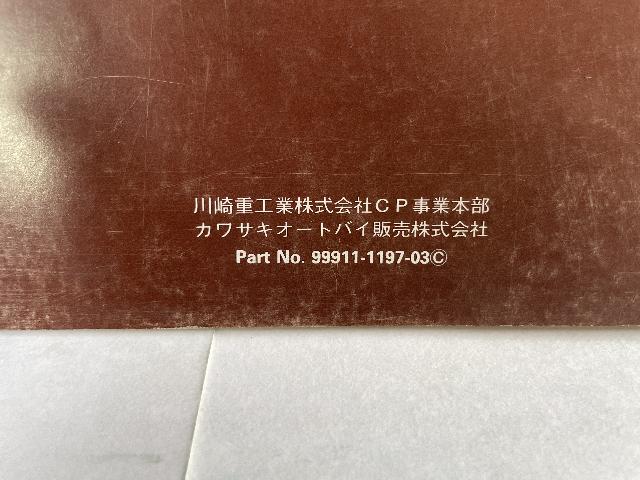 川崎重工業株式会社CP事業本部
カワサキオートバイ販売株式会社
Part No. 99911-1197-03©